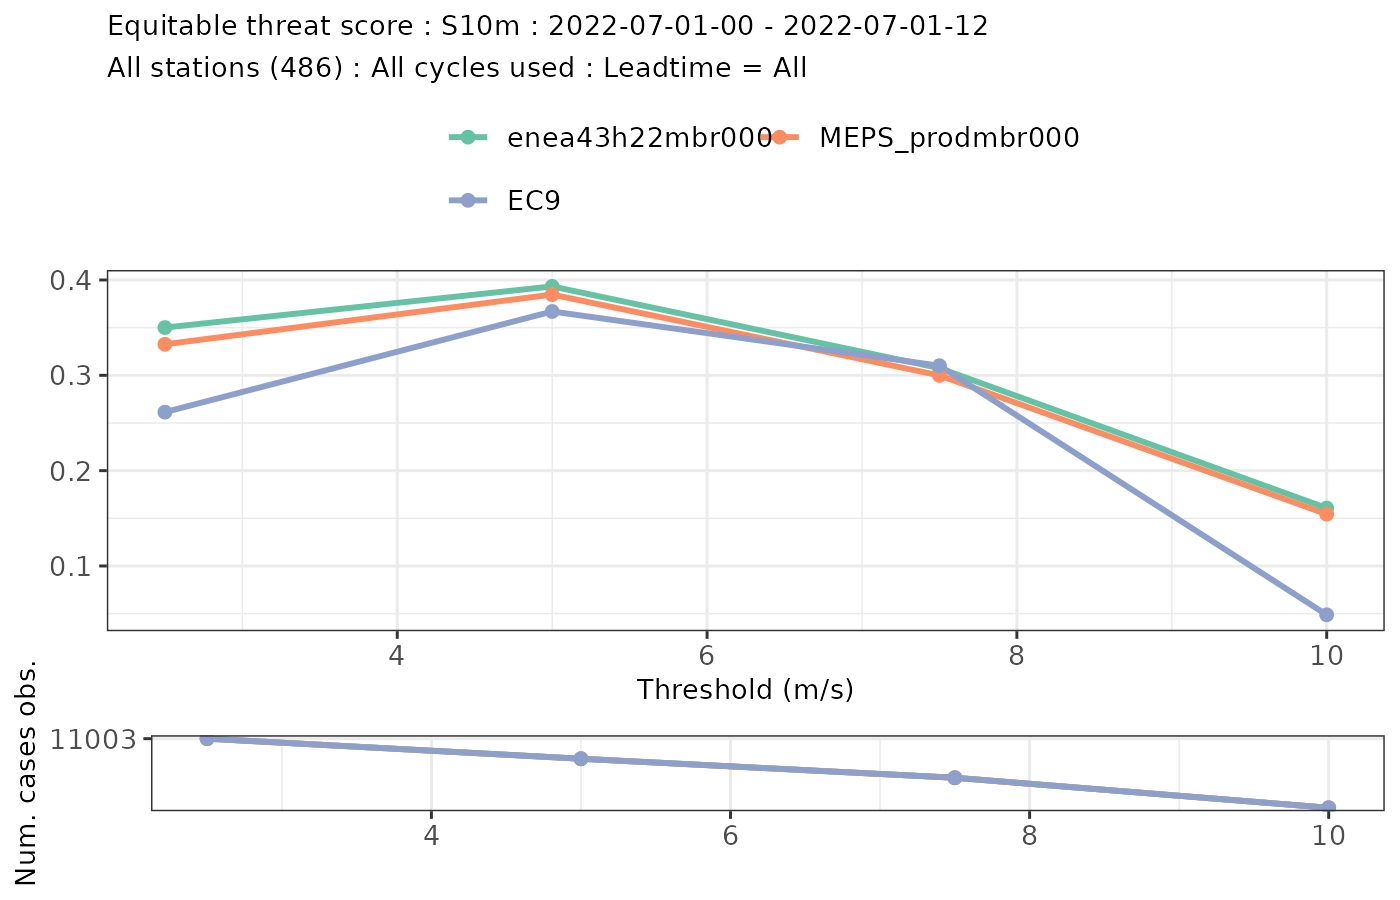 Equitable threat score : S10m : 2022-07-01-00 - 2022-07-01-12
All stations (486) : All cycles used : Leadtime = All
enea43h22mbr000 MEPS_prodmbr000
EC9
0.4
0.3
0.2
0.1
4 6 8 10
Threshold (m/s)
Num. cases obs.
11003
4 6 8 10